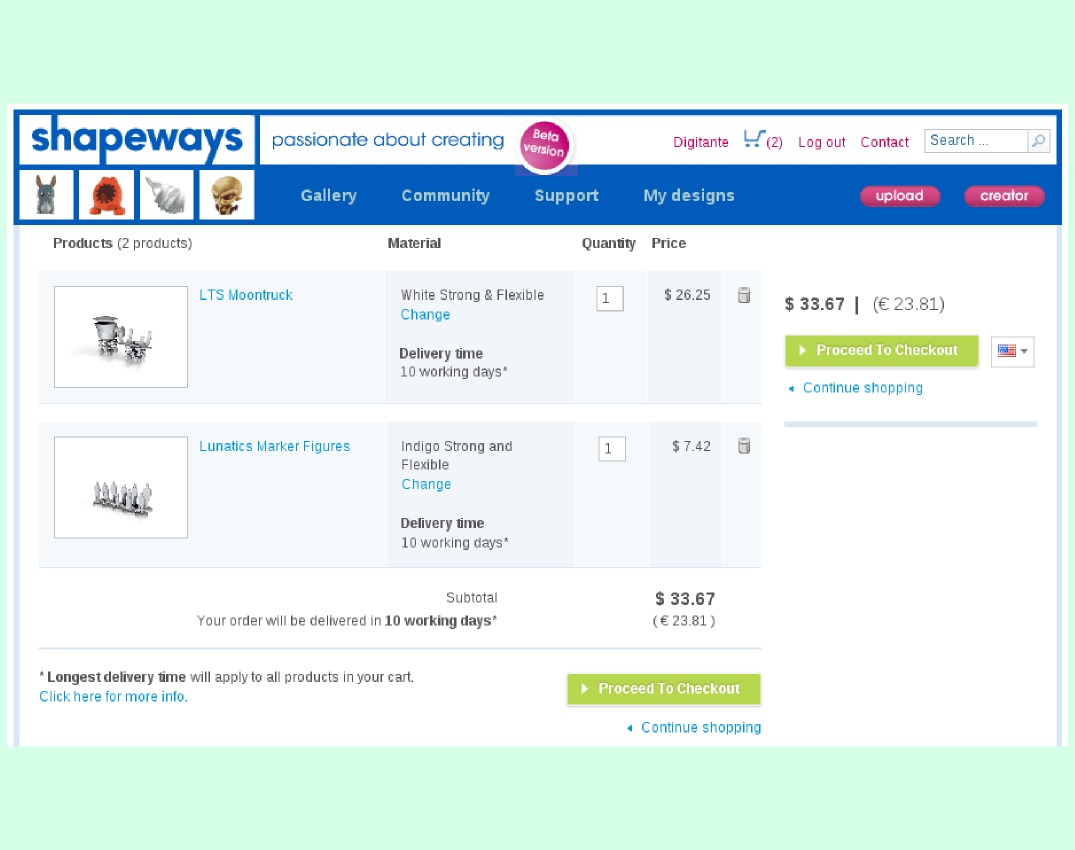 shapeways passionate about creating Beta version Digitante (2) Log out Contact Search ...
Gallery Community Support My designs upload creator
Products (2 products) Material Quantity Price
LTS Moontruck White Strong & Flexible 1 $ 26.25
Change
$ 33.67 | (€ 23.81)
Delivery time
10 working days*
Proceed To Checkout
Continue shopping
Lunatics Marker Figures Indigo Strong and 1 $ 7.42
Flexible
Change
Delivery time
10 working days*
Subtotal $ 33.67
Your order will be delivered in 10 working days* ( € 23.81 )
* Longest delivery time will apply to all products in your cart.
Click here for more info.
Proceed To Checkout
Continue shopping